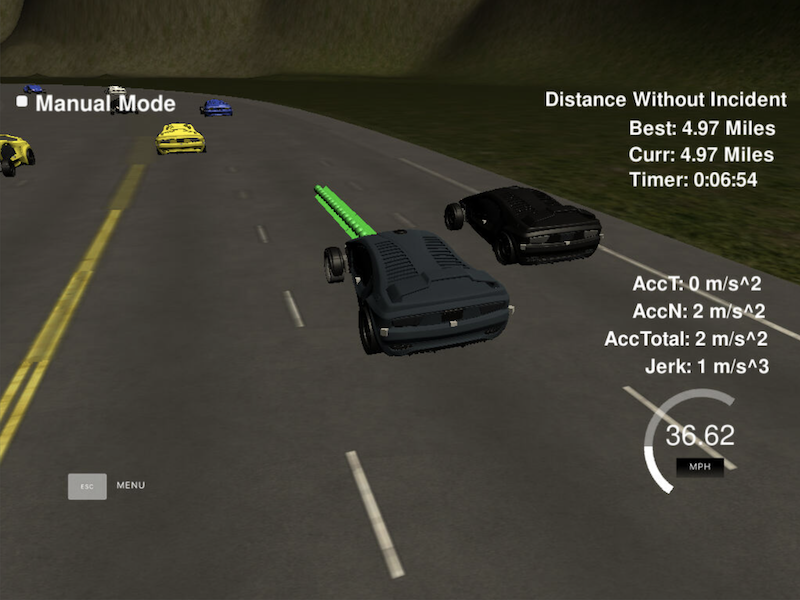 Manual Mode
Distance Without Incident
Best: 4.97 Miles
Curr: 4.97 Miles
Timer: 0:06:54
AccT: 0 m/s^2
AccN: 2 m/s^2
AccTotal: 2 m/s^2
Jerk: 1 m/s^3
36.62
MPH
ESC MENU